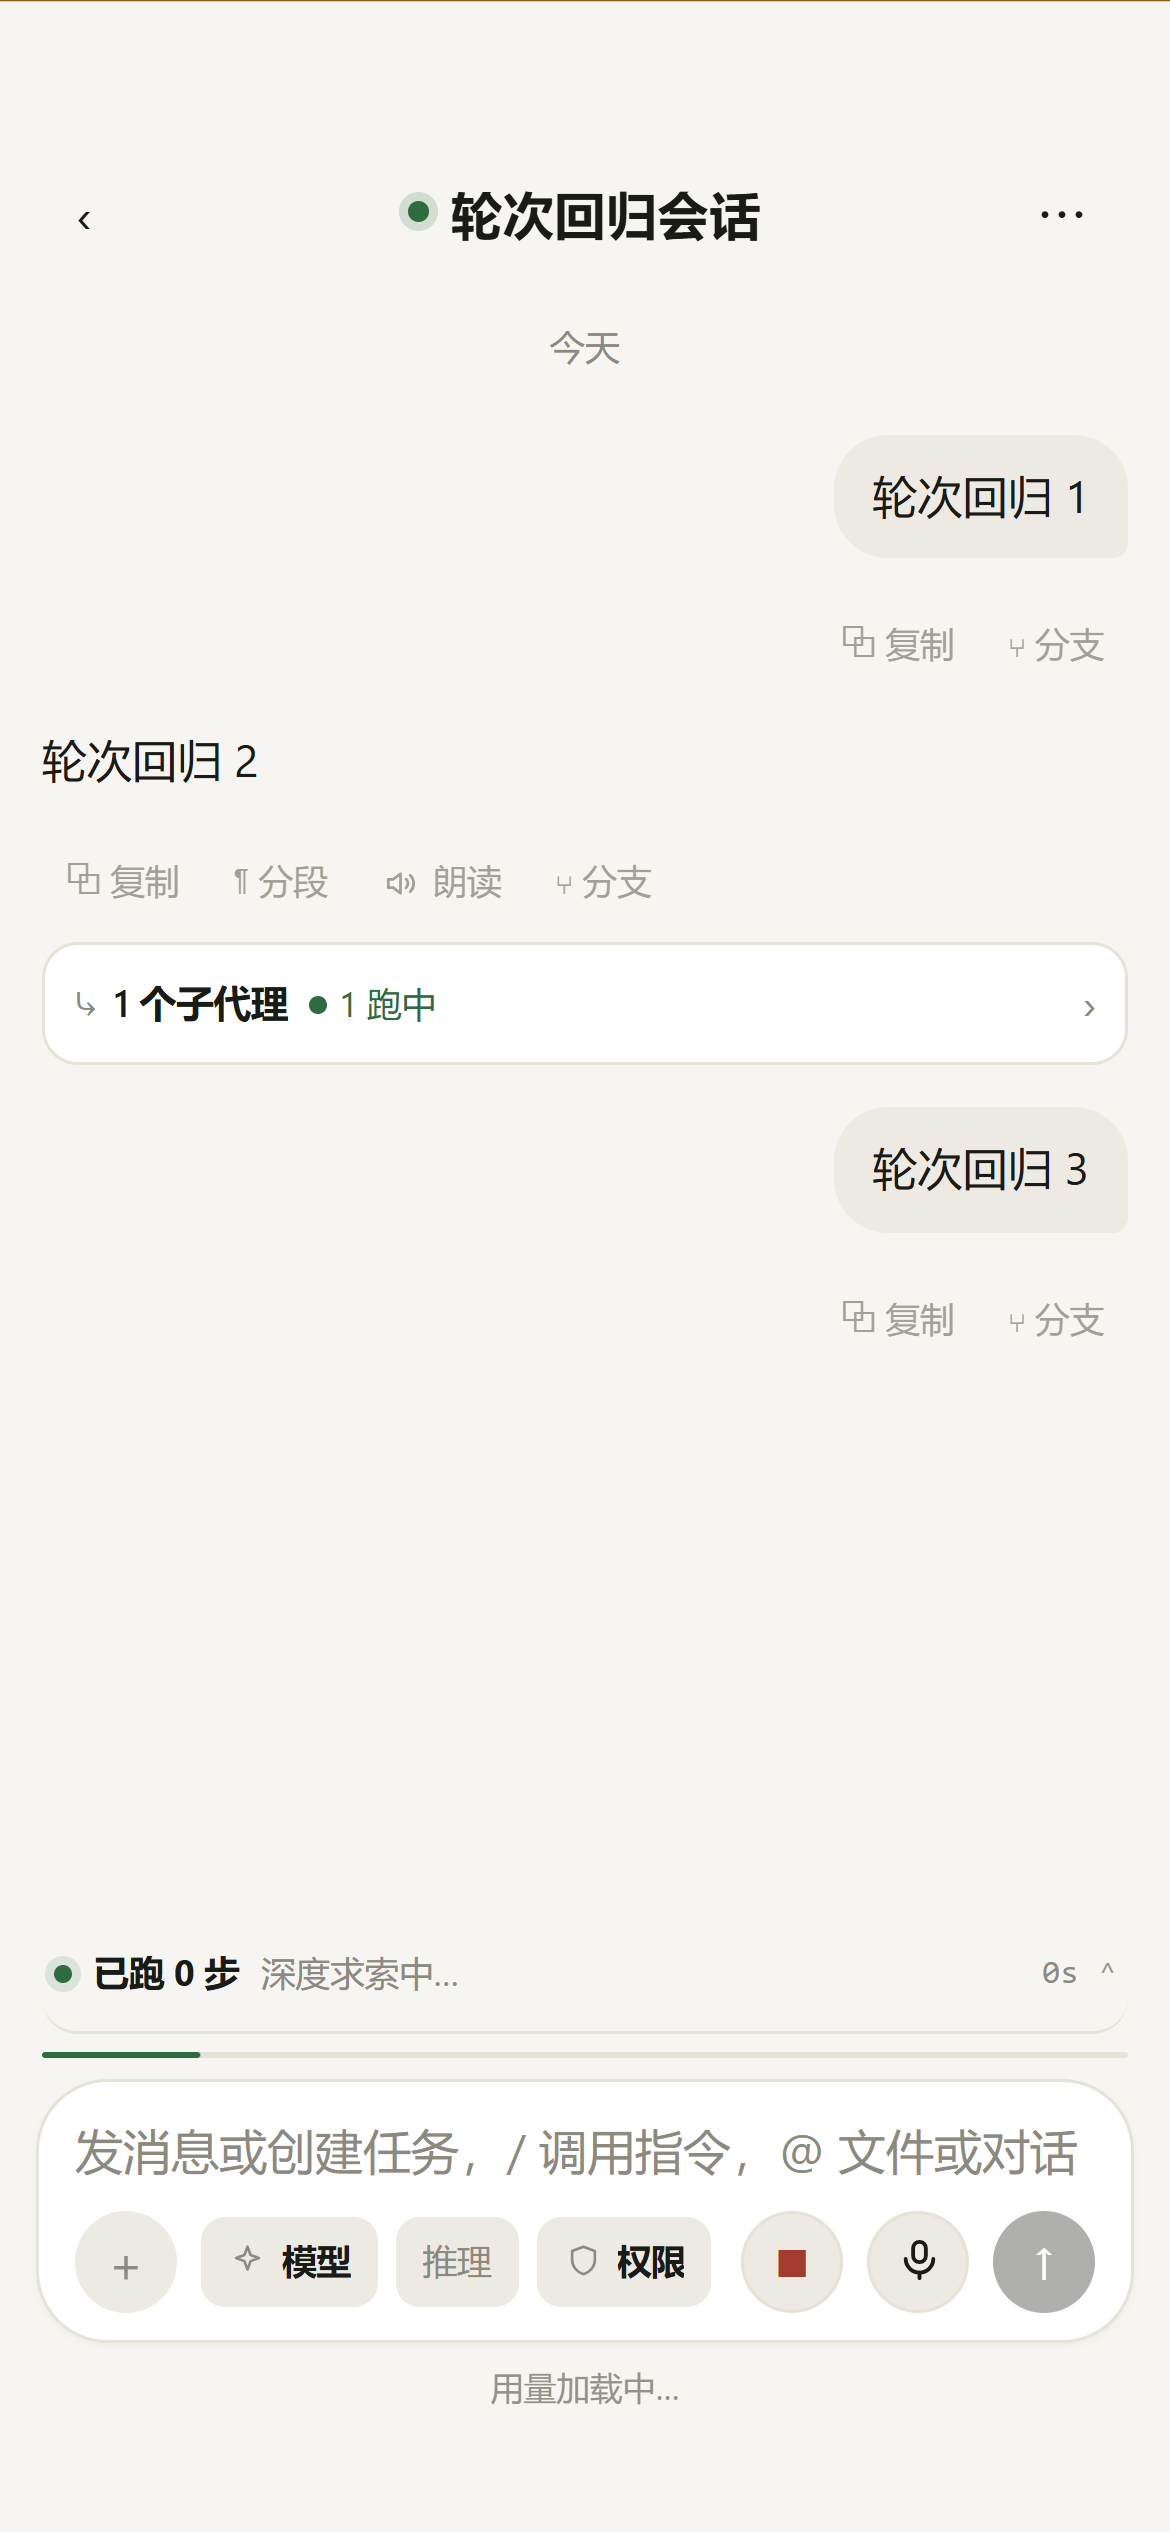 轮次回归会话
今天
轮次回归 1
复制 分支
轮次回归 2
复制 ¶ 分段 朗读 分支
1 个子代理 1 跑中
轮次回归 3
复制 分支
已跑 0 步 深度求索中... 0s
发消息或创建任务，/ 调用指令，@ 文件或对话
模型 推理 权限
用量加载中...